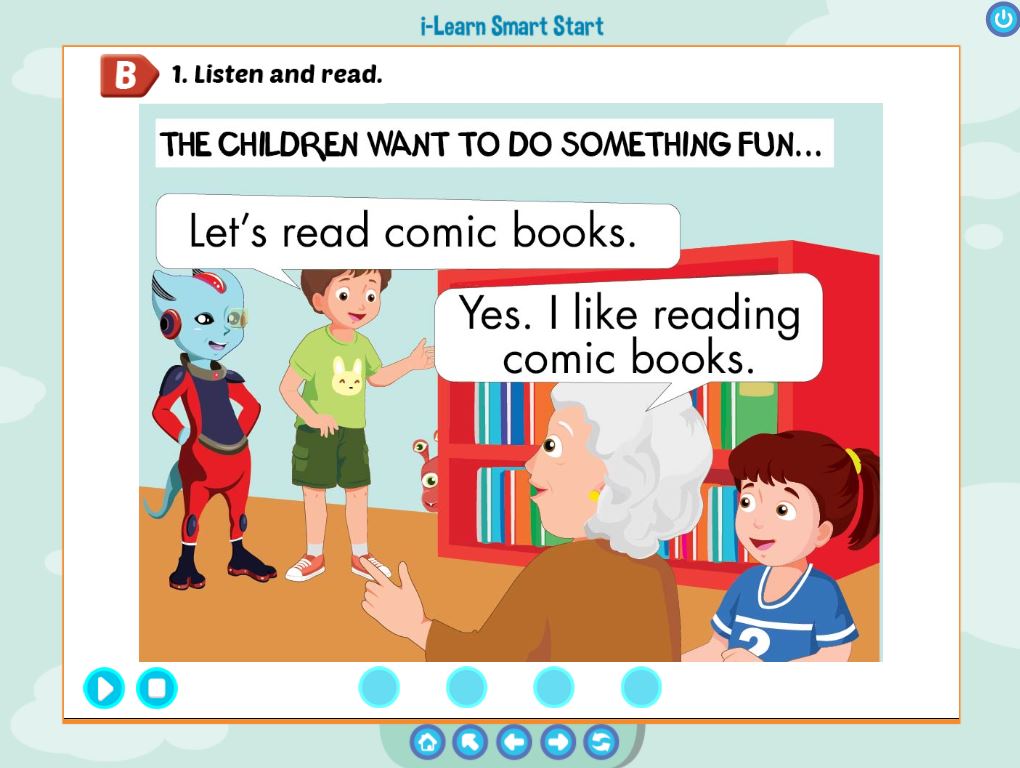 i-Learn Smart Start
B 1. Listen and read.
THE CHILDREN WANT TO DO SOMETHING FUN...
Let's read comic books.
Yes. I like reading
comic books.
2